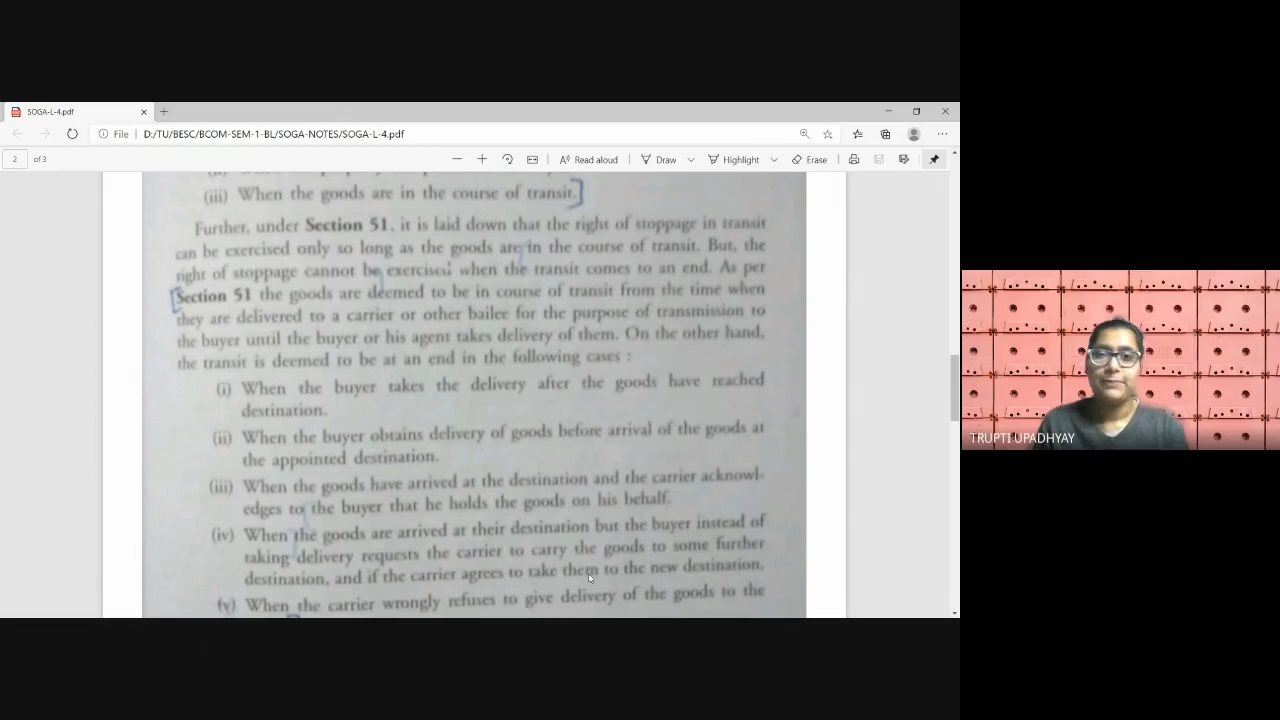 SOGA-L-4.pdf
File D:/TU/BESC/BCOM-SEM-1-BL/SOGA-NOTES/SOGA-L-4.pdf
2 of 3 Read aloud Draw Highlight Erase
(iii) When the goods are in the course of transit.
Further, under Section 51, it is laid down that the right of stoppage in transit
can be exercised only so long as the goods are in the course of transit. But, the
right of stoppage cannot be exercised when the transit comes to an end. As per
Section 51 the goods are deemed to be in course of transit from the time when
they are delivered to a carrier or other bailee for the purpose of transmission to
the buyer until the buyer or his agent takes delivery of them. On the other hand,
the transit is deemed to be at an end in the following cases :
(i) When the buyer takes the delivery after the goods have reached
destination.
(ii) When the buyer obtains delivery of goods before arrival of the goods at
the appointed destination.
(iii) When the goods have arrived at the destination and the carrier acknowl-
edges to the buyer that he holds the goods on his behalf.
(iv) When the goods are arrived at their destination but the buyer instead of
taking delivery requests the carrier to carry the goods to some further
destination, and if the carrier agrees to take them to the new destination.
(v) When the carrier wrongly refuses to give delivery of the goods to the
TRUPTI UPADHYAY